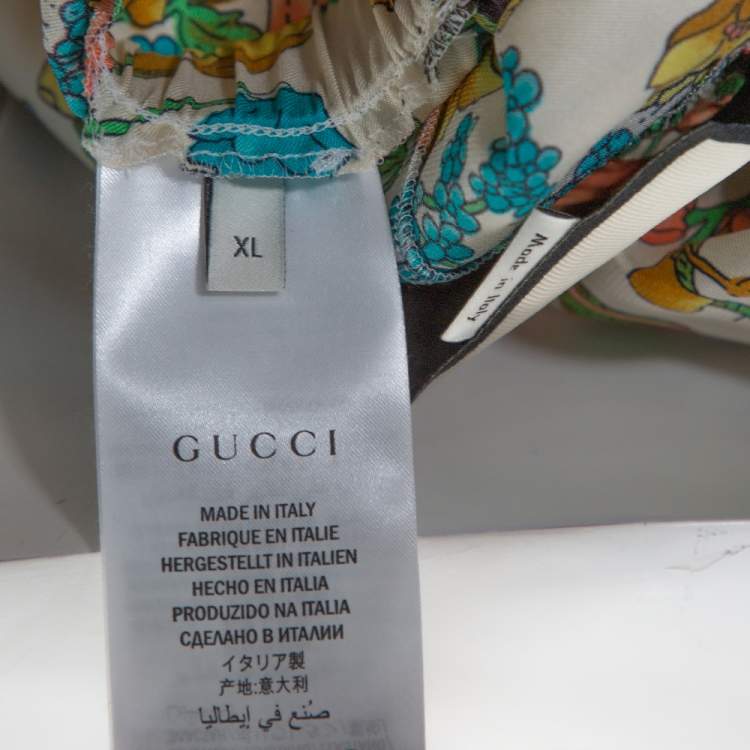 XL
Made in Italy
GUCCI
MADE IN ITALY
FABRIQUE EN ITALIE
HERGESTELLT IN ITALIEN
HECHO EN ITALIA
PRODUZIDO NA ITALIA
СДЕЛАНО В ИТАЛИИ
イタリア製
产地:意大利
صُنع في إيطاليا